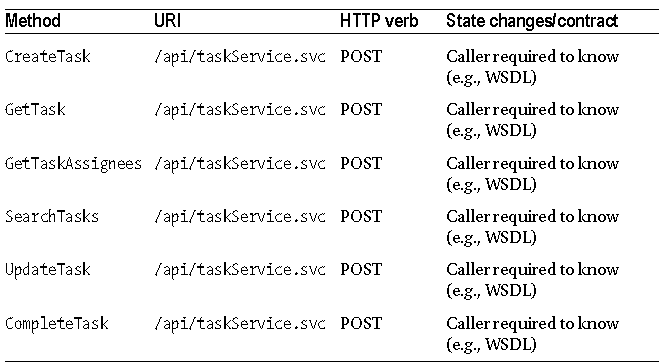 Method URI HTTP verb State changes/contract
CreateTask /api/taskService.svc POST Caller required to know
(e.g., WSDL)
GetTask /api/taskService.svc POST Caller required to know
(e.g., WSDL)
GetTaskAssignees /api/taskService.svc POST Caller required to know
(e.g., WSDL)
SearchTasks /api/taskService.svc POST Caller required to know
(e.g., WSDL)
UpdateTask /api/taskService.svc POST Caller required to know
(e.g., WSDL)
CompleteTask /api/taskService.svc POST Caller required to know
(e.g., WSDL)